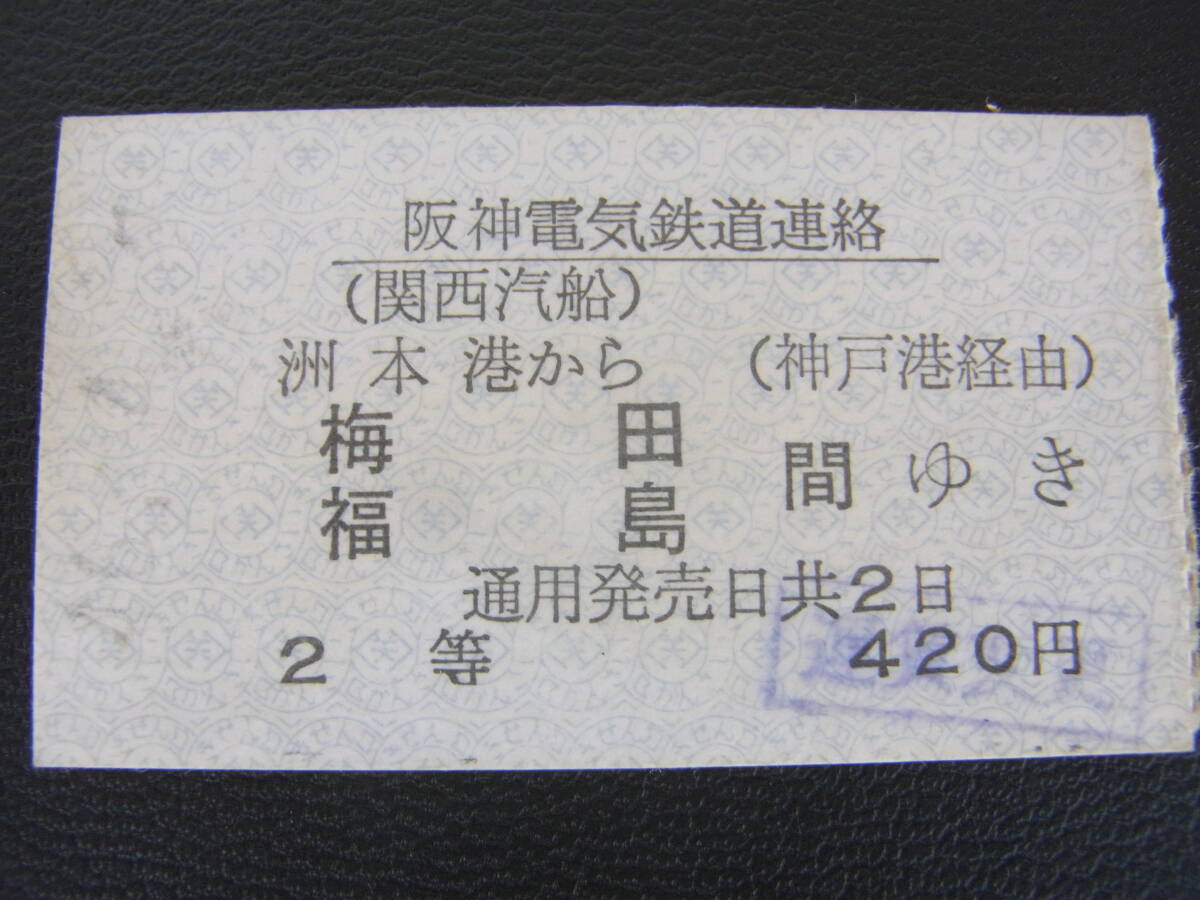 阪神電気鉄道連絡
(関西汽船)
洲本港から (神戸港経由)
梅田
福島 間ゆき
通用発売日共2日
2等 420円